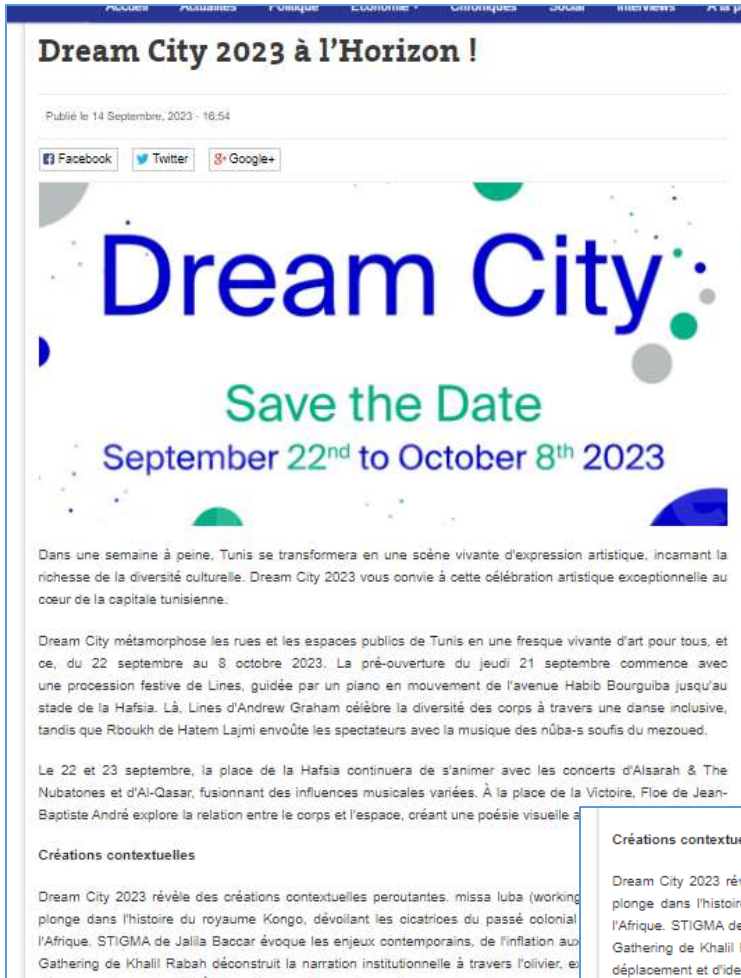 Accueil Actualités Politique Economie Chroniques Social Interviews A la p
Dream City 2023 à l'Horizon !
Publié le 14 Septembre, 2023 - 16:54
Facebook Twitter Google+
Dream City
Save the Date
September 22nd to October 8th 2023
Dans une semaine à peine, Tunis se transformera en une scène vivante d'expression artistique, incarnant la
richesse de la diversité culturelle. Dream City 2023 vous convie à cette célébration artistique exceptionnelle au
cœur de la capitale tunisienne.
Dream City métamorphose les rues et les espaces publics de Tunis en une fresque vivante d'art pour tous, et
ce, du 22 septembre au 8 octobre 2023. La pré-ouverture du jeudi 21 septembre commence avec
une procession festive de Lines, guidée par un piano en mouvement de l'avenue Habib Bourguiba jusqu'au
stade de la Hafsia. Là, Lines d'Andrew Graham célèbre la diversité des corps à travers une danse inclusive,
tandis que Rboukh de Hatem Lajmi envoûte les spectateurs avec la musique des nûba-s soufis du mezoued.
Le 22 et 23 septembre, la place de la Hafsia continuera de s'animer avec les concerts d'Alsarah & The
Nubatones et d'Al-Qasar, fusionnant des influences musicales variées. À la place de la Victoire, Floe de Jean-
Baptiste André explore la relation entre le corps et l'espace, créant une poésie visuelle a
Créations contextuelles
Dream City 2023 révèle des créations contextuelles percutantes. missa luba (working
plonge dans l'histoire du royaume Kongo, dévoilant les cicatrices du passé colonial
l'Afrique. STIGMA de Jalila Baccar évoque les enjeux contemporains, de l'inflation aux
Gathering de Khalil Rabah déconstruit la narration institutionnelle à travers l'olivier, ex
Créations contextue
Dream City 2023 rév
plonge dans l'histoire
l'Afrique. STIGMA de
Gathering de Khalil
déplacement et d'ide